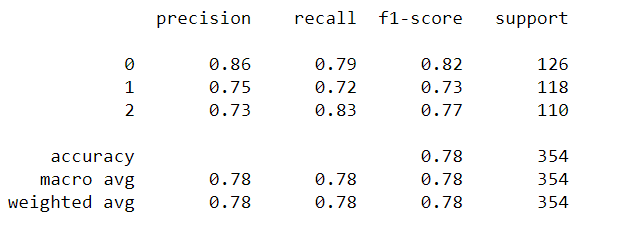 precision recall f1-score support
0 0.86 0.79 0.82 126
1 0.75 0.72 0.73 118
2 0.73 0.83 0.77 110
accuracy 0.78 354
macro avg 0.78 0.78 0.78 354
weighted avg 0.78 0.78 0.78 354